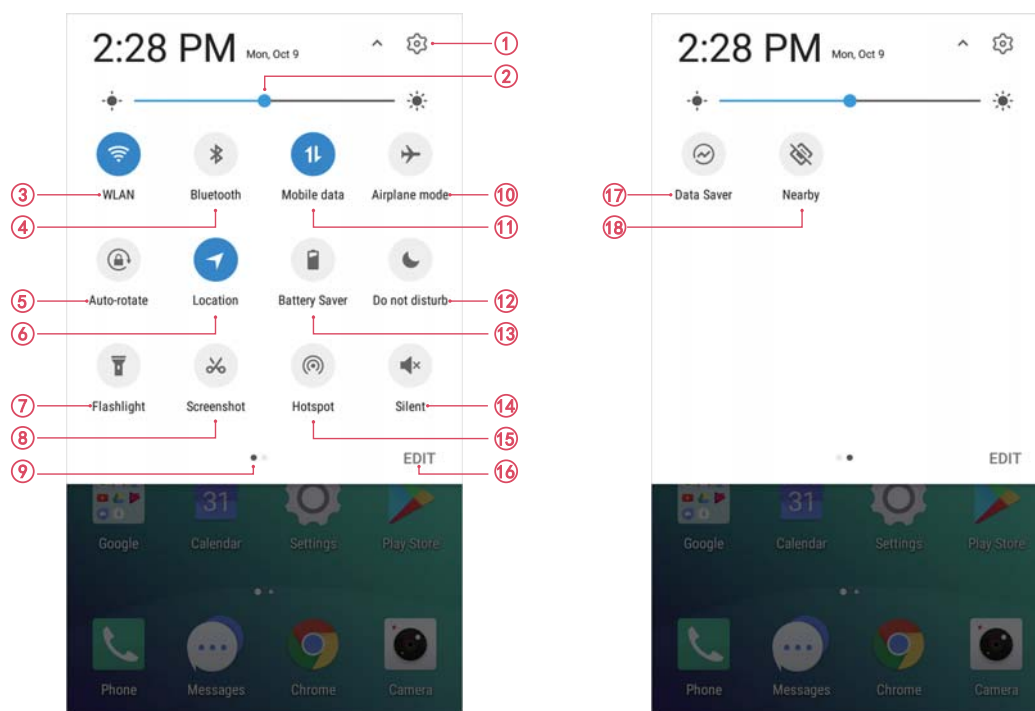 2:28 PM Mon, Oct 9 ①
②
③ WLAN Bluetooth Mobile data Airplane mode ⑩
④ ⑪
⑤ Auto-rotate Location Battery Saver Do not disturb ⑫
⑥ ⑬
⑦ Flashlight Screenshot Hotspot Silent ⑭
⑧ ⑮
⑨ EDIT ⑯
31
Google Calendar Settings Play Store
Phone Messages Chrome Camera
2:28 PM Mon, Oct 9
⑰ Data Saver Nearby
⑱
EDIT
31
Google Calendar Settings Play Store
Phone Messages Chrome Camera